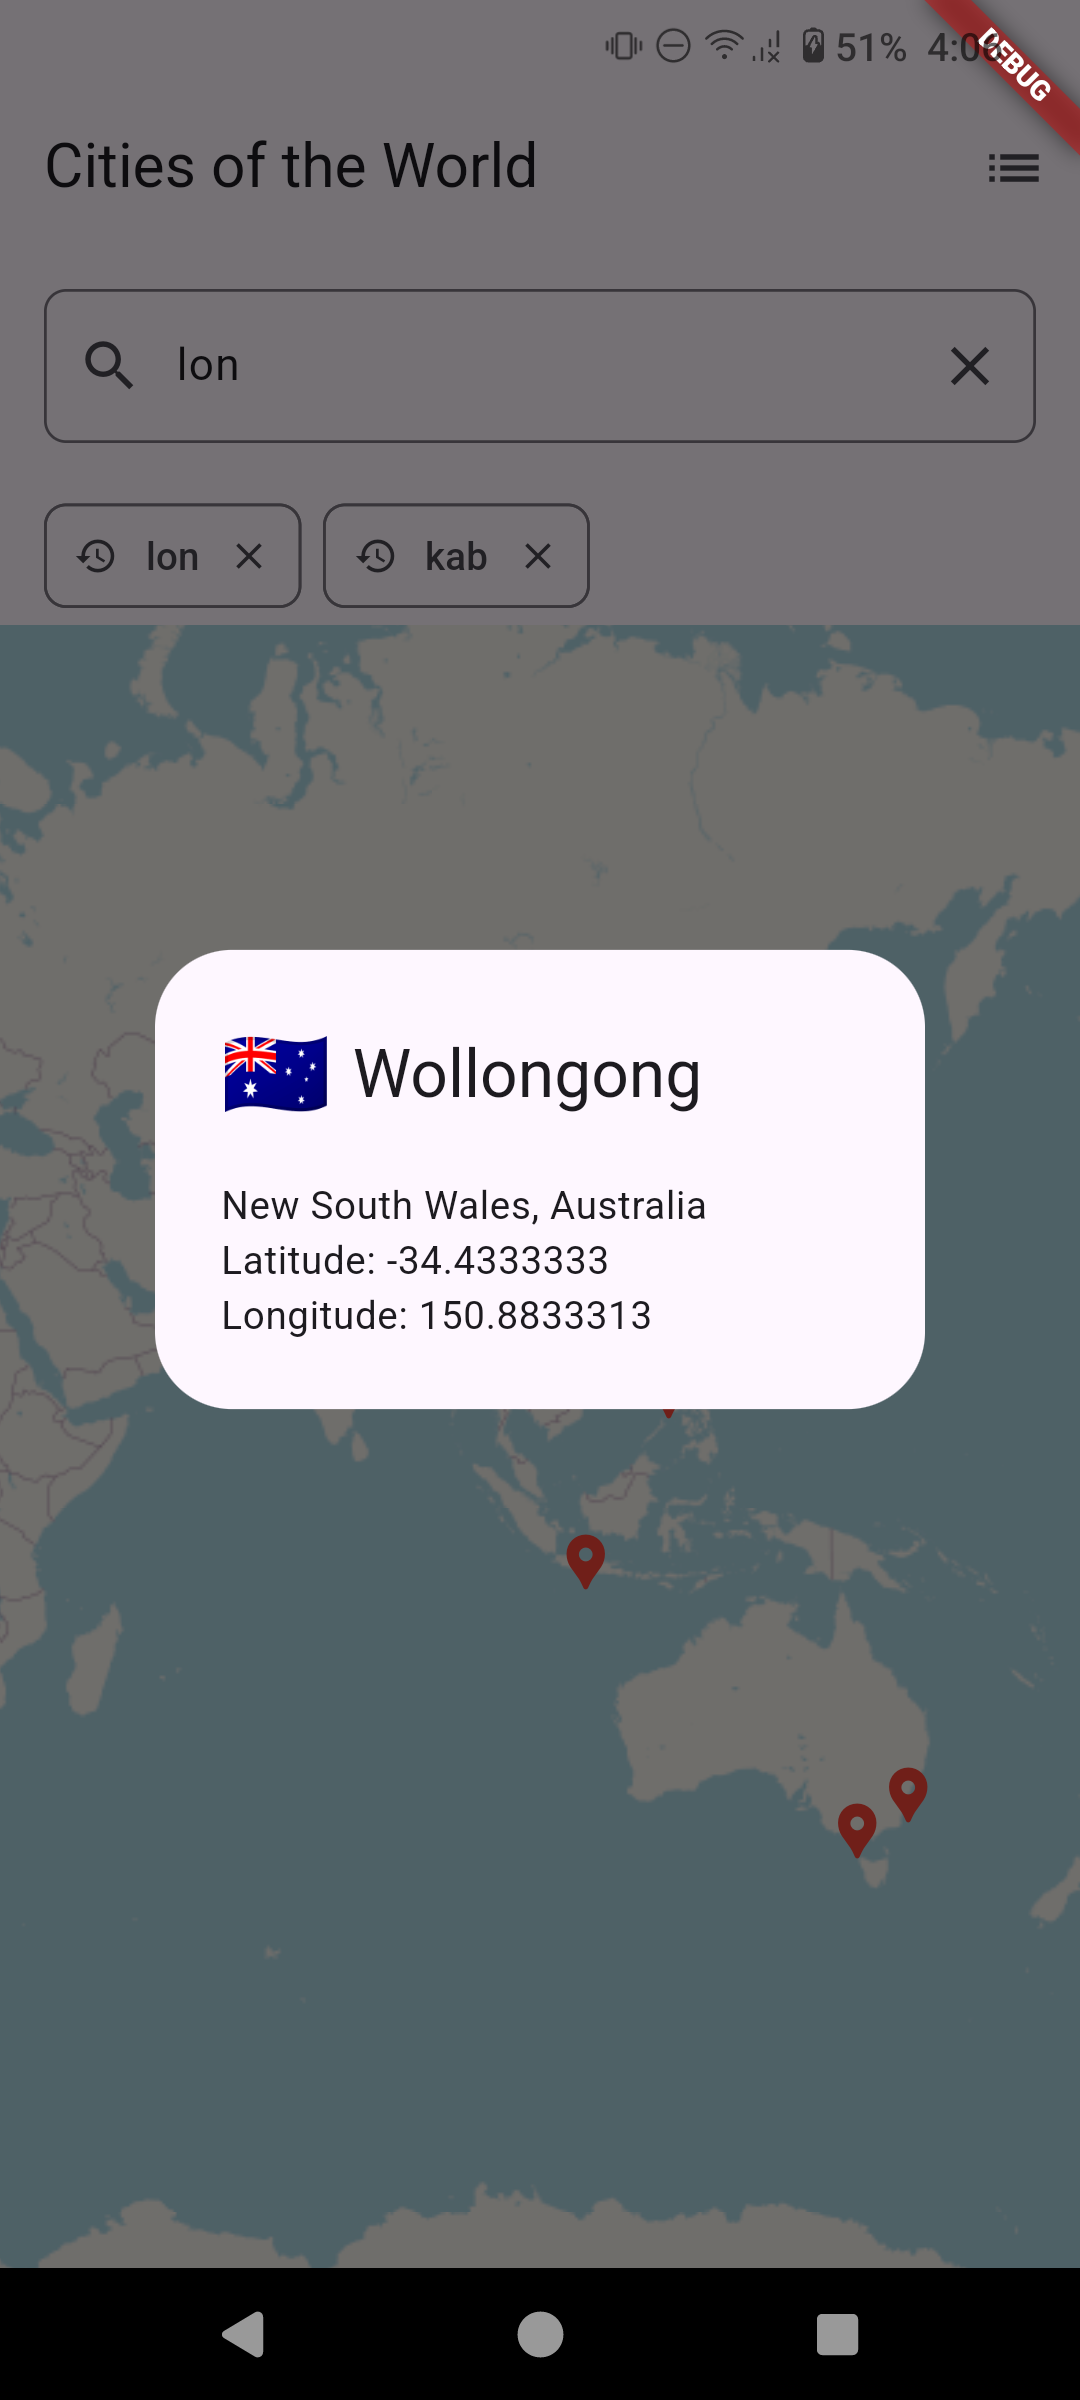 51% 4:0
DEBUG
Cities of the World
lon
lon
kab
Wollongong
New South Wales, Australia
Latitude: -34.4333333
Longitude: 150.8833313